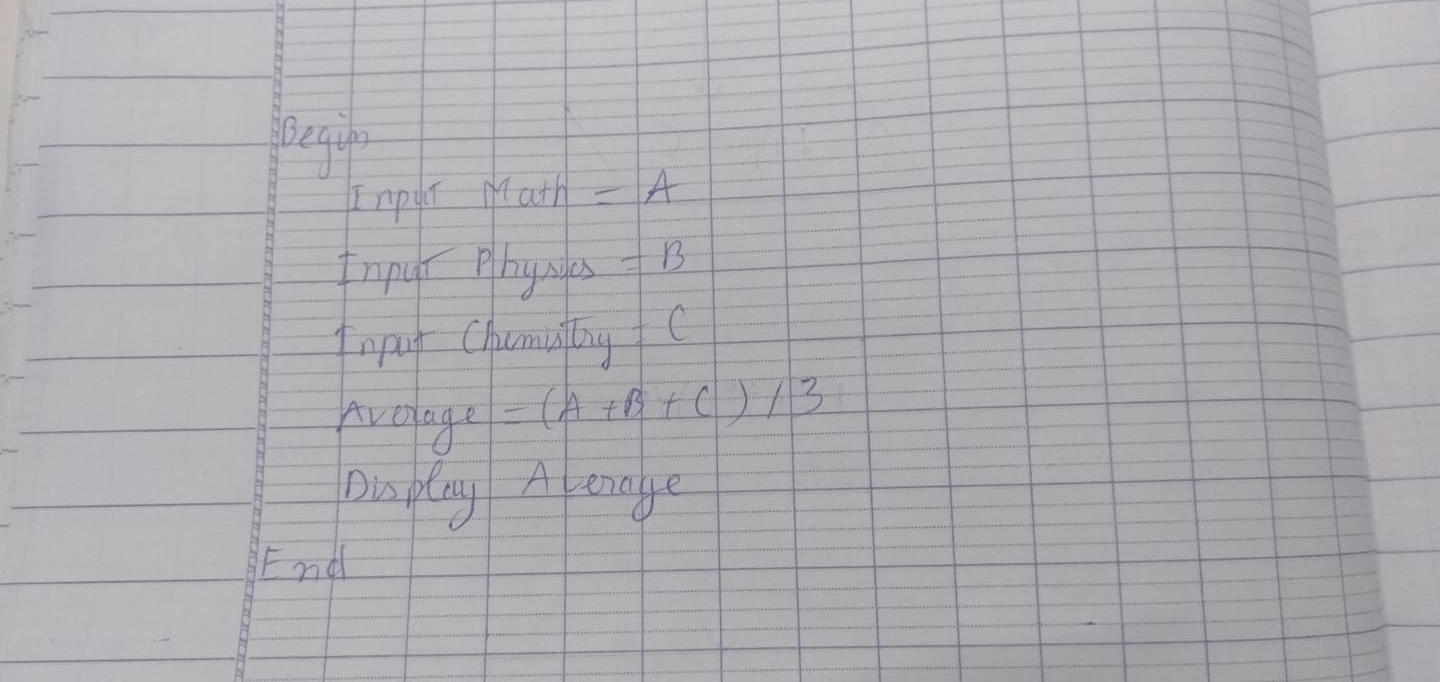 Begin
Input Math = A
Input Physics = B
Input Chemistry = C
Average = (A + B + C) / 3
Display Average
End